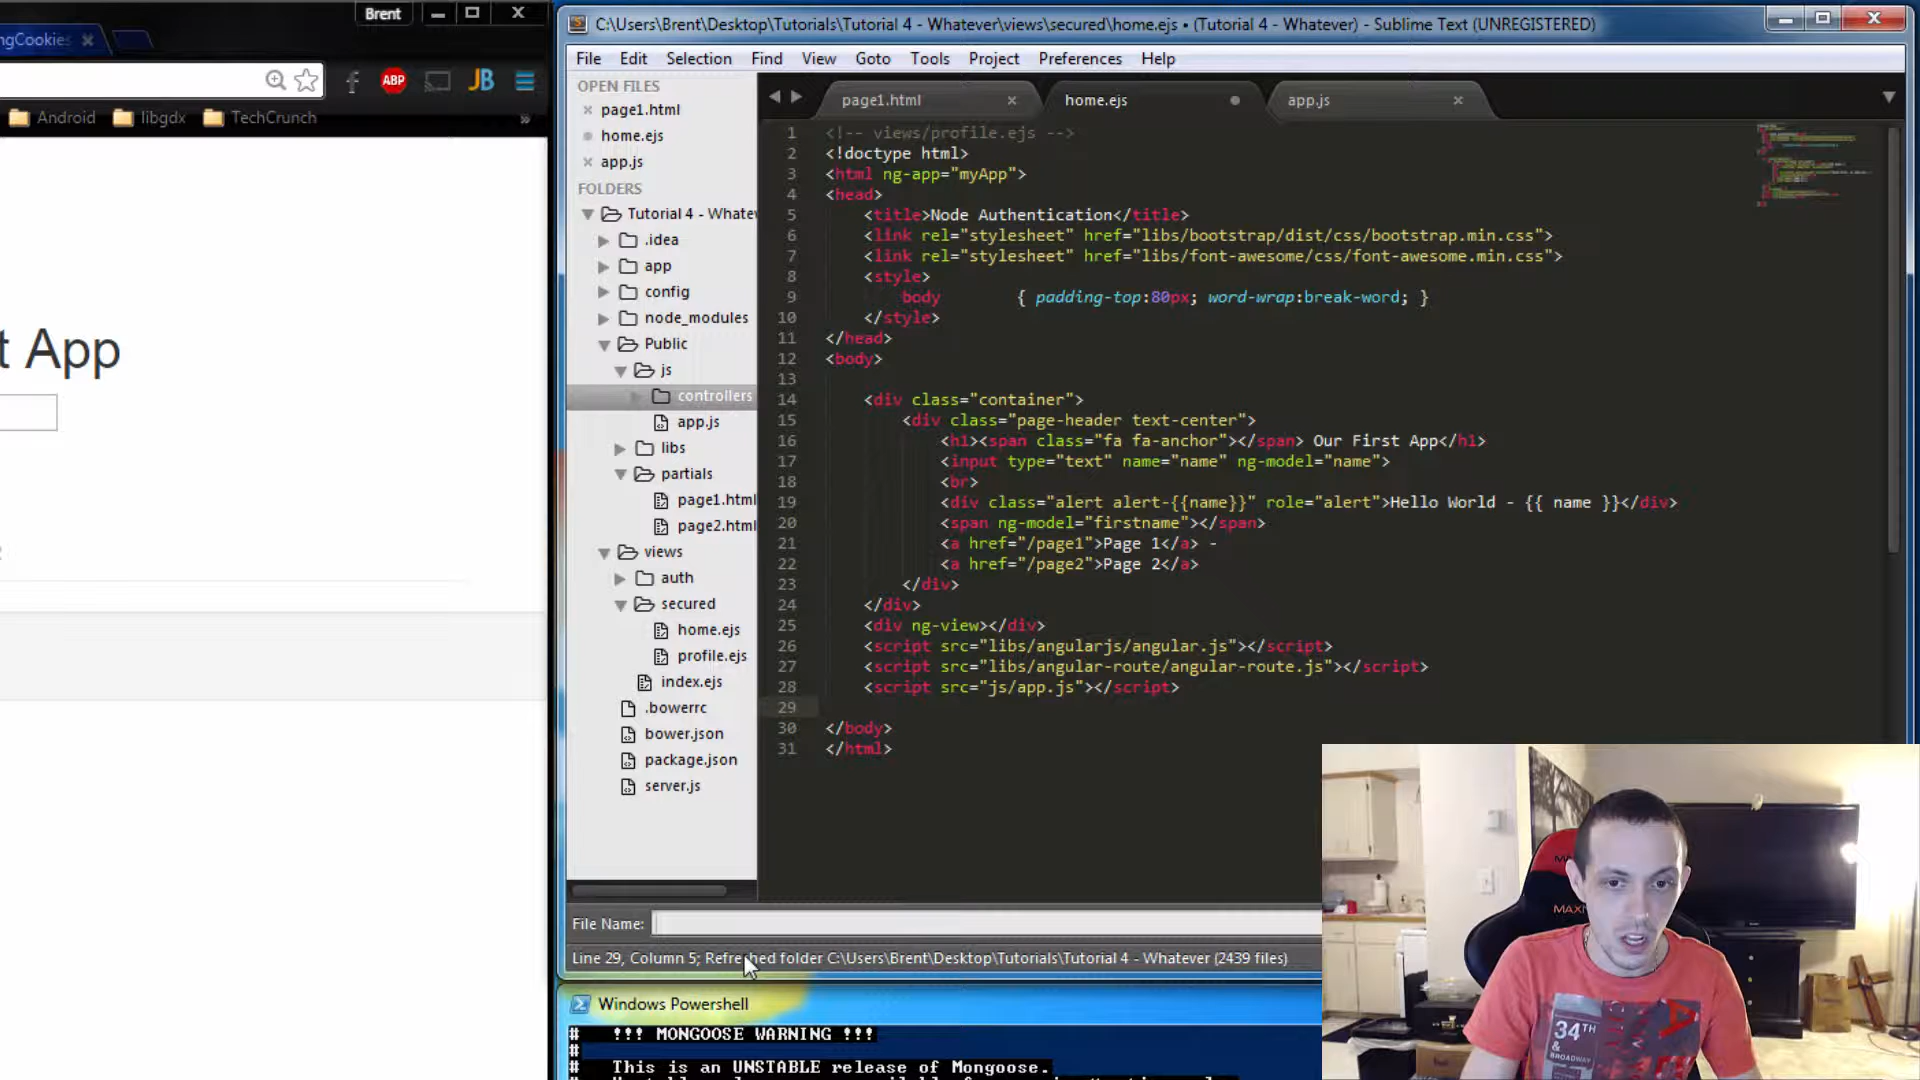 Brent
ngCookies
ABP
JB
Android
libgdx
TechCrunch
»
t App
C:\Users\Brent\Desktop\Tutorials\Tutorial 4 - Whatever\views\secured\home.ejs • (Tutorial 4 - Whatever) - Sublime Text (UNREGISTERED)
File Edit Selection Find View Goto Tools Project Preferences Help
OPEN FILES
page1.html
home.ejs
app.js
FOLDERS
Tutorial 4 - Whate
.idea
app
config
node_modules
Public
js
controllers
app.js
libs
partials
page1.html
page2.html
views
auth
secured
home.ejs
profile.ejs
index.ejs
.bowerrc
bower.json
package.json
server.js
page1.html
home.ejs
app.js
1 <!-- views/profile.ejs -->
2 <!doctype html>
3 <html ng-app="myApp">
4 <head>
5 <title>Node Authentication</title>
6 <link rel="stylesheet" href="libs/bootstrap/dist/css/bootstrap.min.css">
7 <link rel="stylesheet" href="libs/font-awesome/css/font-awesome.min.css">
8 <style>
9 body { padding-top:80px; word-wrap:break-word; }
10 </style>
11 </head>
12 <body>
13
14 <div class="container">
15 <div class="page-header text-center">
16 <h1><span class="fa fa-anchor"></span> Our First App</h1>
17 <input type="text" name="name" ng-model="name">
18 <br>
19 <div class="alert alert-{{name}}" role="alert">Hello World - {{ name }}</div>
20 <span ng-model="firstname"></span>
21 <a href="/page1">Page 1</a> -
22 <a href="/page2">Page 2</a>
23 </div>
24 </div>
25 <div ng-view></div>
26 <script src="libs/angularjs/angular.js"></script>
27 <script src="libs/angular-route/angular-route.js"></script>
28 <script src="js/app.js"></script>
29
30 </body>
31 </html>
File Name:
Line 29, Column 5; Refreshed folder C:\Users\Brent\Desktop\Tutorials\Tutorial 4 - Whatever (2439 files)
Windows Powershell
# !!! MONGOOSE WARNING !!!
#
# This is an UNSTABLE release of Mongoose.
34TH
&
BROADWAY